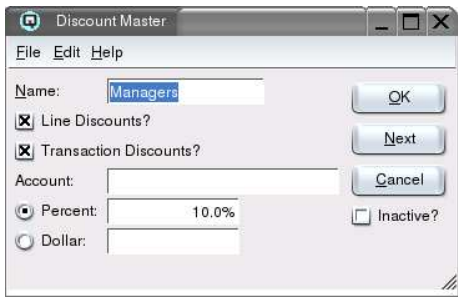 Discount Master
File Edit Help
Name: Managers
OK
Line Discounts?
Next
Transaction Discounts?
Account:
Cancel
Percent: 10.0%
Inactive?
Dollar: